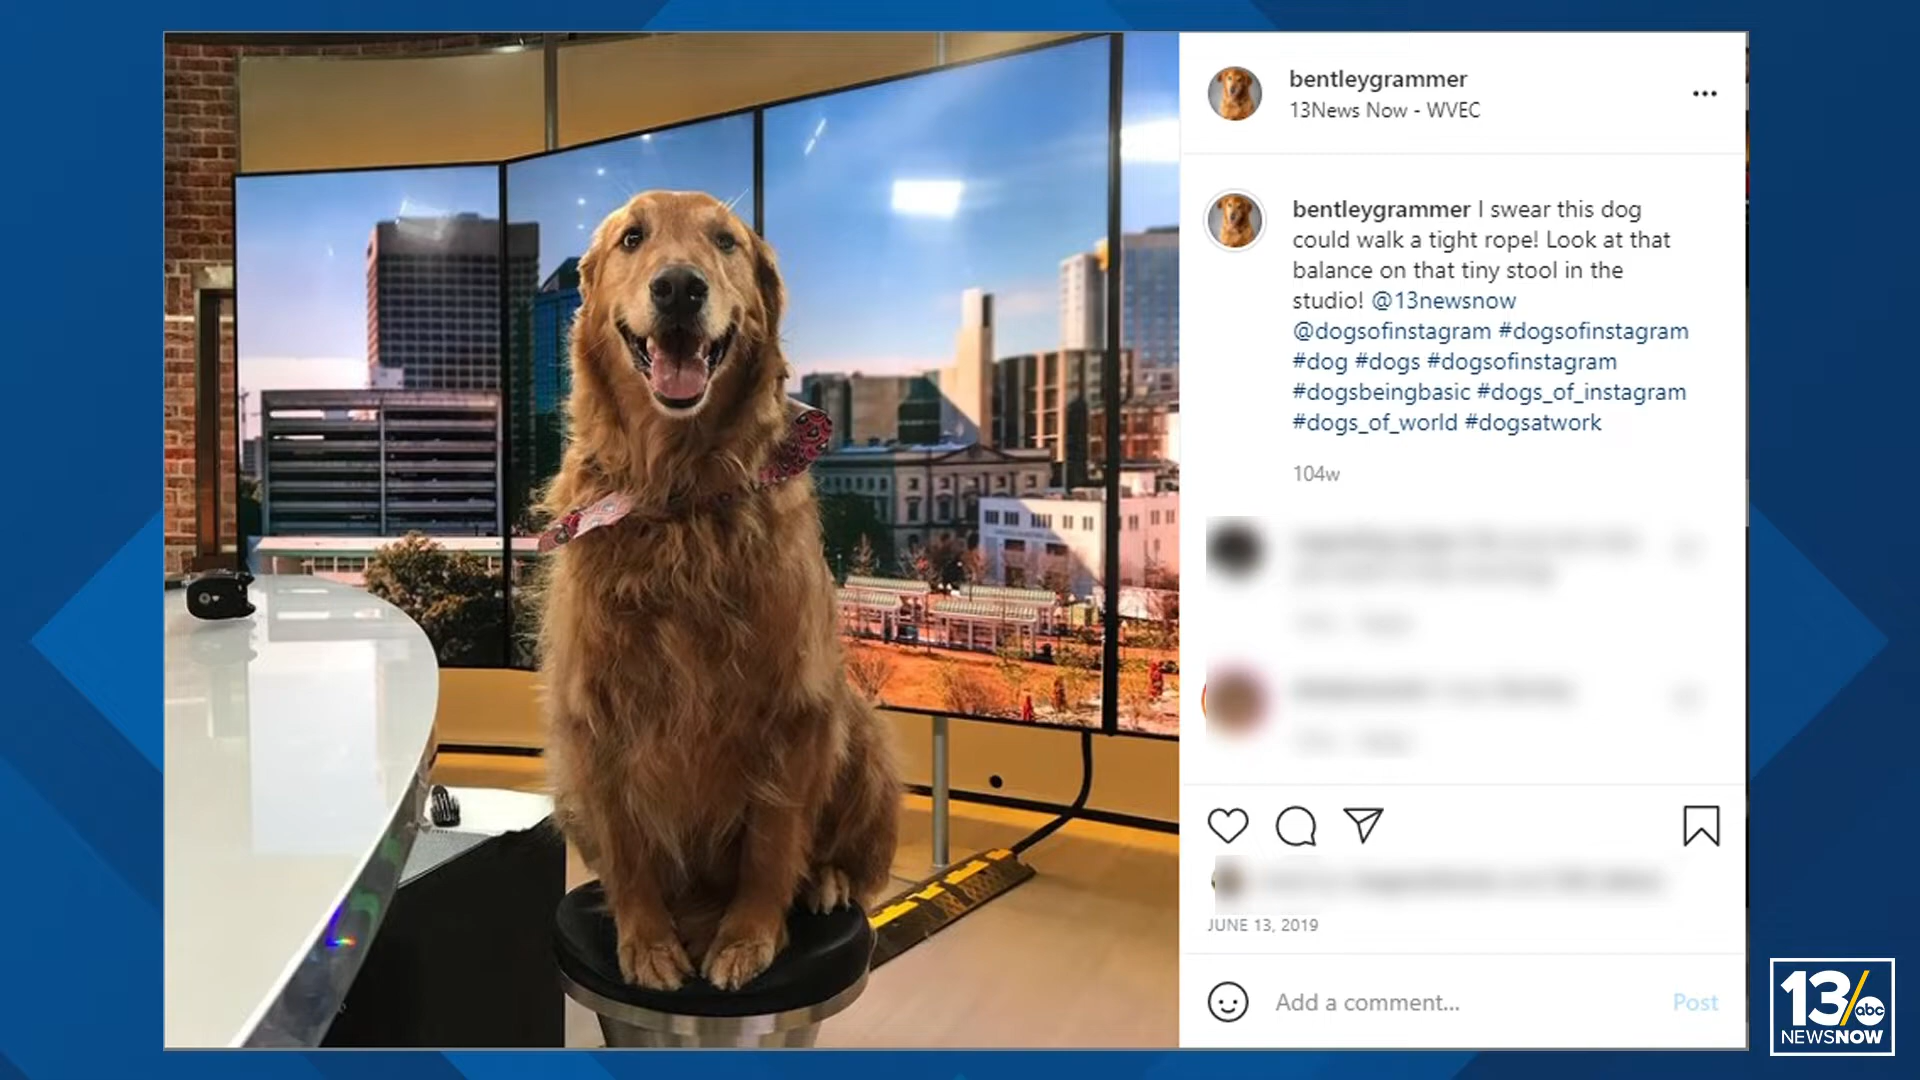 bentleygrammer
13News Now - WVEC
bentleygrammer I swear this dog
could walk a tight rope! Look at that
balance on that tiny stool in the
studio! @13newsnow
@dogsofinstagram #dogsofinstagram
#dog #dogs #dogsofinstagram
#dogsbeingbasic #dogs_of_instagram
#dogs_of_world #dogsatwork
104w
JUNE 13, 2019
Add a comment...
Post
13/abc
NEWSNOW